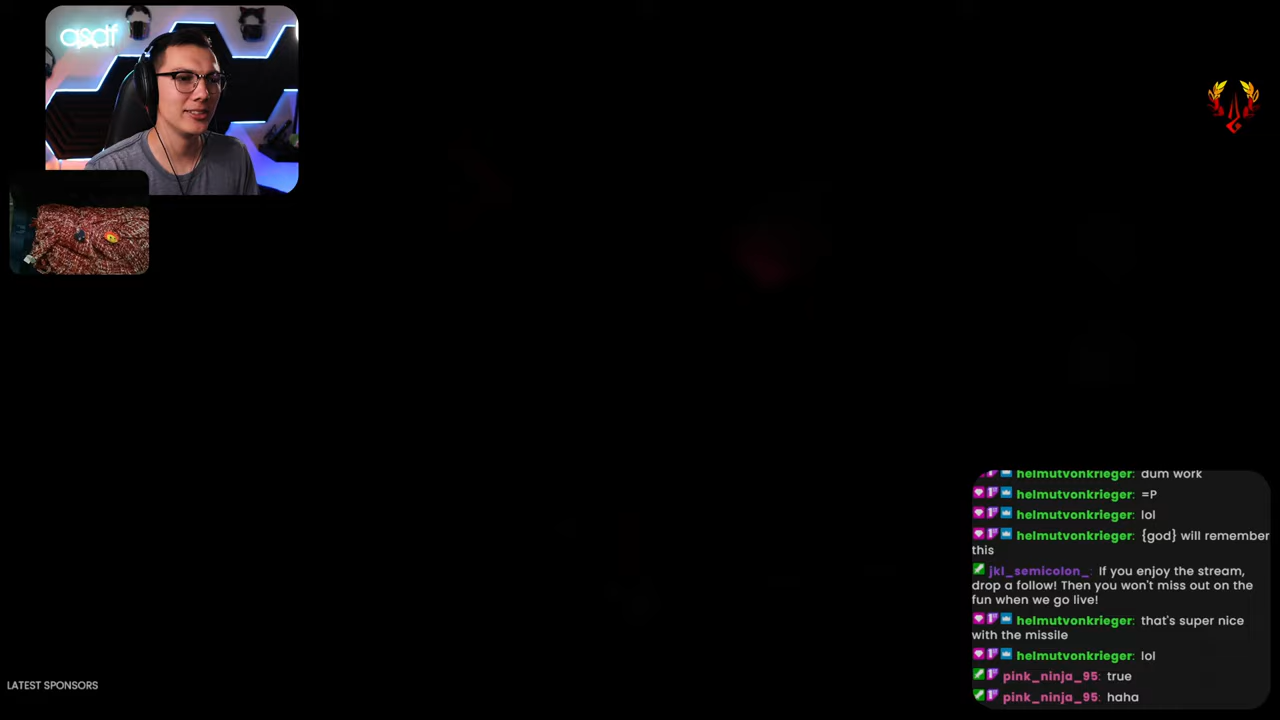 asdf
helmutvonkrieger: dum work
helmutvonkrieger: =P
helmutvonkrieger: lol
helmutvonkrieger: {god} will remember
this
jkl_semicolon_: If you enjoy the stream,
drop a follow! Then you won't miss out on the
fun when we go live!
helmutvonkrieger: that's super nice
with the missile
helmutvonkrieger: lol
pink_ninja_95: true
pink_ninja_95: haha
LATEST SPONSORS